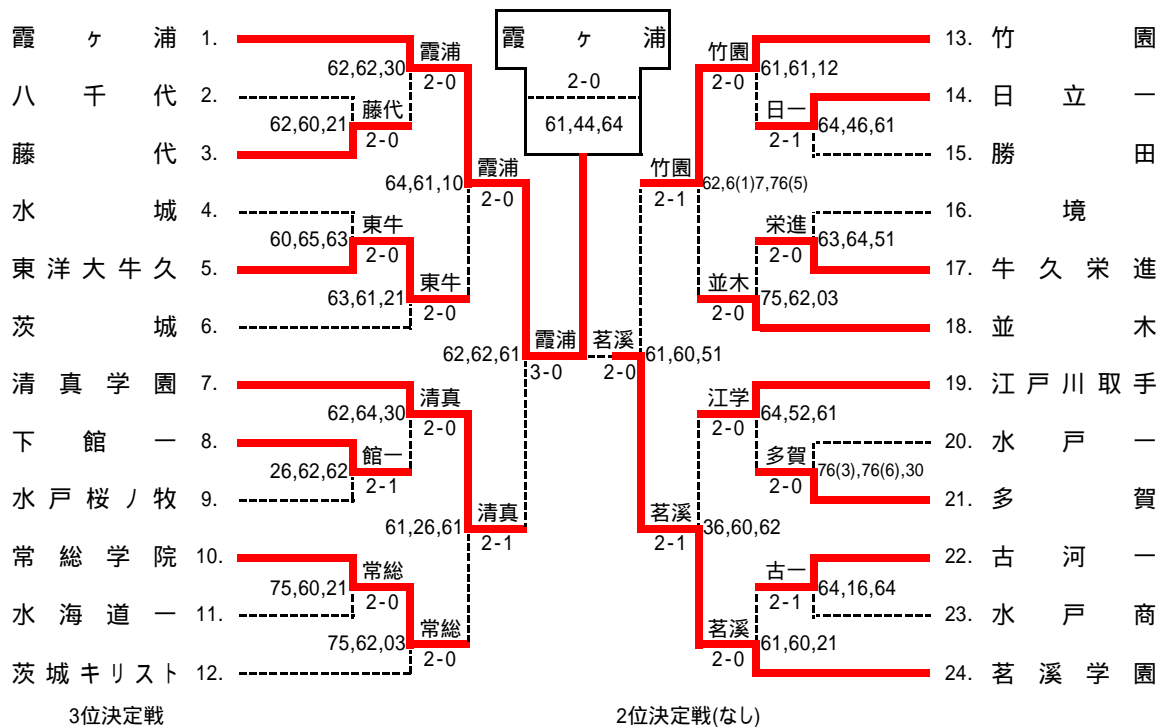 霞ヶ浦 1.
八千代 2.
藤代 3.
水城 4.
東洋大牛久 5.
茨城 6.
清真学園 7.
下館一 8.
水戸桜ノ牧 9.
常総学院 10.
水海道一 11.
茨城キリスト 12.
霞浦
62,62,30
2-0
藤代
62,60,21
2-0
霞浦
64,61,10
2-0
東牛
60,65,63
2-0
東牛
63,61,21
2-0
霞浦
62,62,61
3-0
清真
62,64,30
2-0
館一
26,62,62
2-1
清真
61,26,61
2-1
常総
75,60,21
2-0
常総
75,62,03
2-0
霞ヶ浦
2-0
61,44,64
竹園
2-0
61,61,12
日一
2-1
64,46,61
竹園
2-1
62,6(1)7,76(5)
栄進
2-0
63,64,51
並木
2-0
75,62,03
茗溪
2-0
61,60,51
江学
2-0
64,52,61
多賀
2-0
76(3),76(6),30
茗溪
2-1
36,60,62
古一
2-1
64,16,64
茗溪
2-0
61,60,21
13. 竹園
14. 日立一
15. 勝田
16. 境
17. 牛久栄進
18. 並木
19. 江戸川取手
20. 水戸一
21. 多賀
22. 古河一
23. 水戸商
24. 茗溪学園
3位決定戦
2位決定戦(なし)